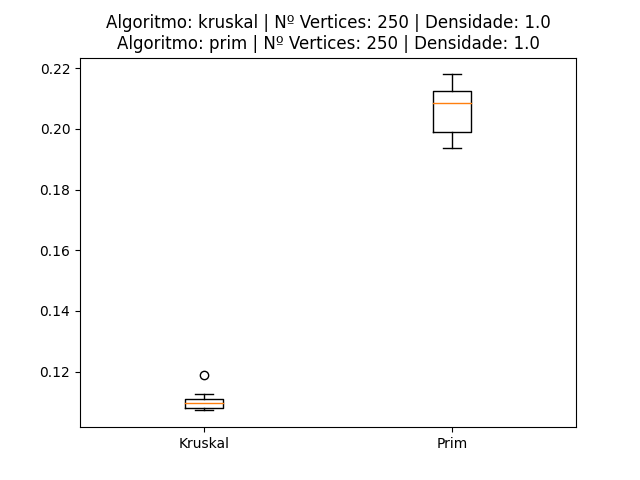 Algoritmo: kruskal | Nº Vertices: 250 | Densidade: 1.0
Algoritmo: prim | Nº Vertices: 250 | Densidade: 1.0
0.22
0.20
0.18
0.16
0.14
0.12
Kruskal
Prim